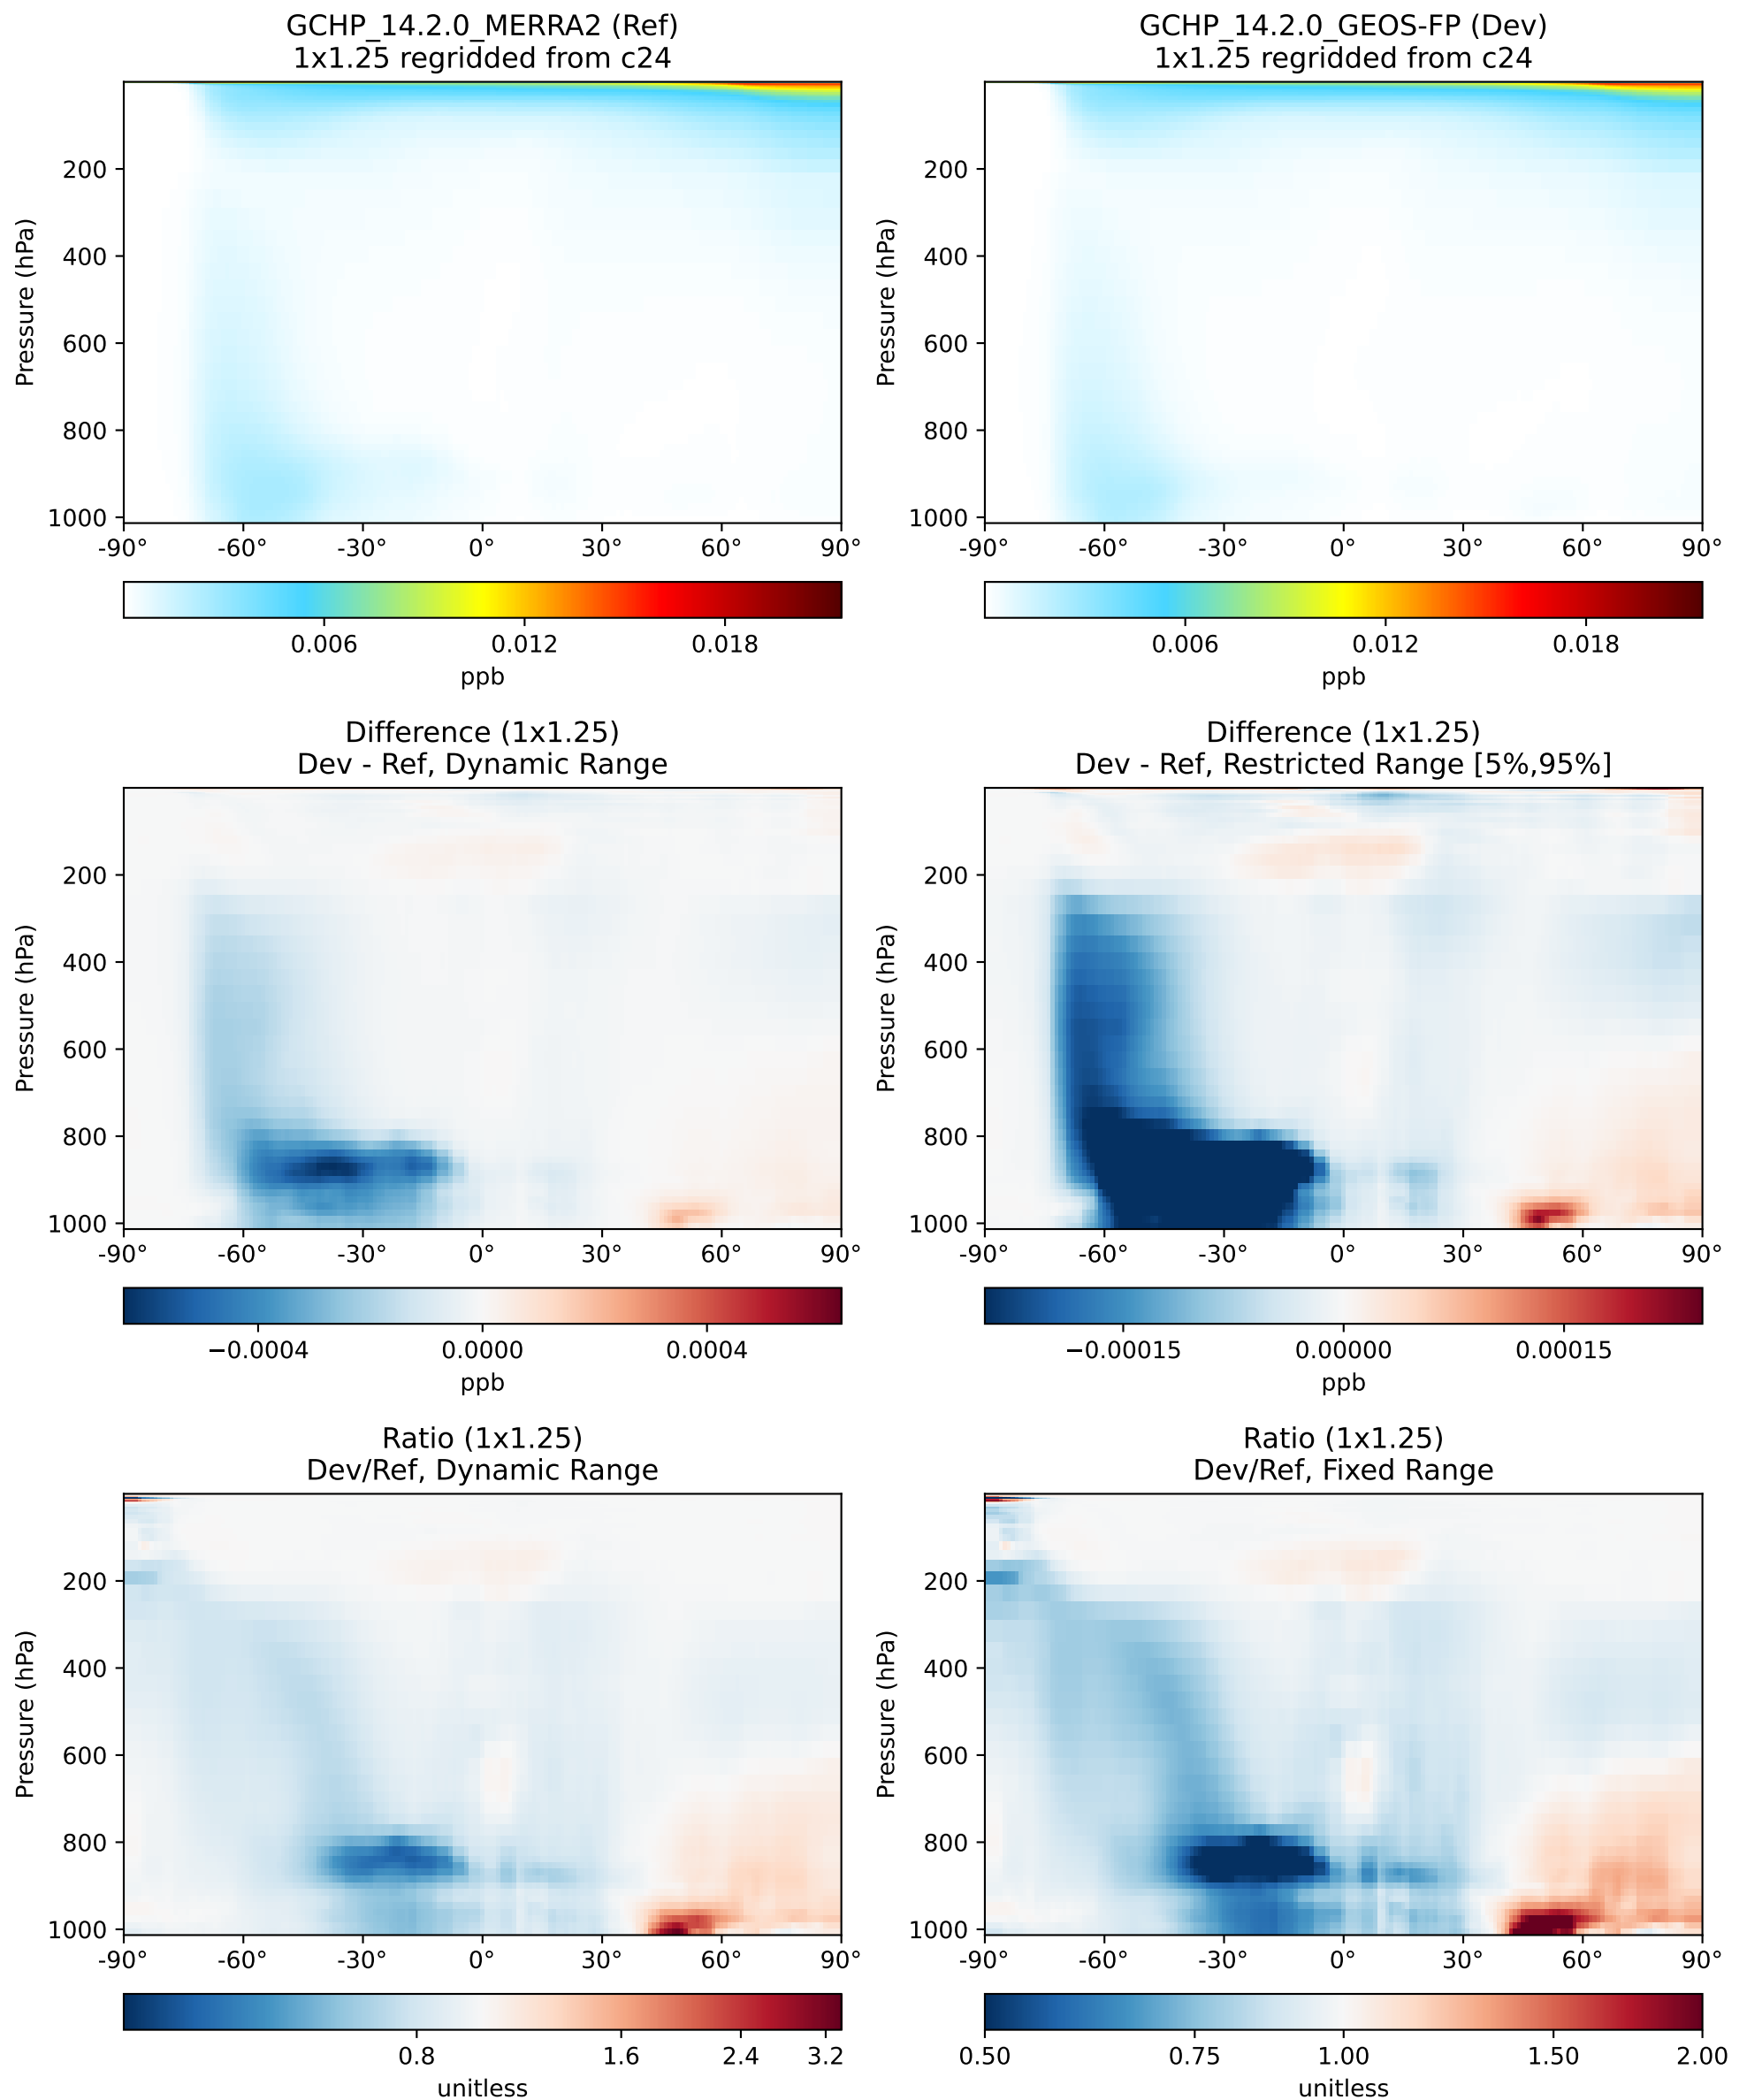 GCHP_14.2.0_MERRA2 (Ref)
1x1.25 regridded from c24
Pressure (hPa)
200
400
600
800
1000
-90° -60° -30° 0° 30° 60° 90°
0.006 0.012 0.018
ppb
GCHP_14.2.0_GEOS-FP (Dev)
1x1.25 regridded from c24
Pressure (hPa)
200
400
600
800
1000
-90° -60° -30° 0° 30° 60° 90°
0.006 0.012 0.018
ppb
Difference (1x1.25)
Dev - Ref, Dynamic Range
Pressure (hPa)
200
400
600
800
1000
-90° -60° -30° 0° 30° 60° 90°
−0.0004 0.0000 0.0004
ppb
Difference (1x1.25)
Dev - Ref, Restricted Range [5%,95%]
Pressure (hPa)
200
400
600
800
1000
-90° -60° -30° 0° 30° 60° 90°
−0.00015 0.00000 0.00015
ppb
Ratio (1x1.25)
Dev/Ref, Dynamic Range
Pressure (hPa)
200
400
600
800
1000
-90° -60° -30° 0° 30° 60° 90°
0.8 1.6 2.4 3.2
unitless
Ratio (1x1.25)
Dev/Ref, Fixed Range
Pressure (hPa)
200
400
600
800
1000
-90° -60° -30° 0° 30° 60° 90°
0.50 0.75 1.00 1.50 2.00
unitless